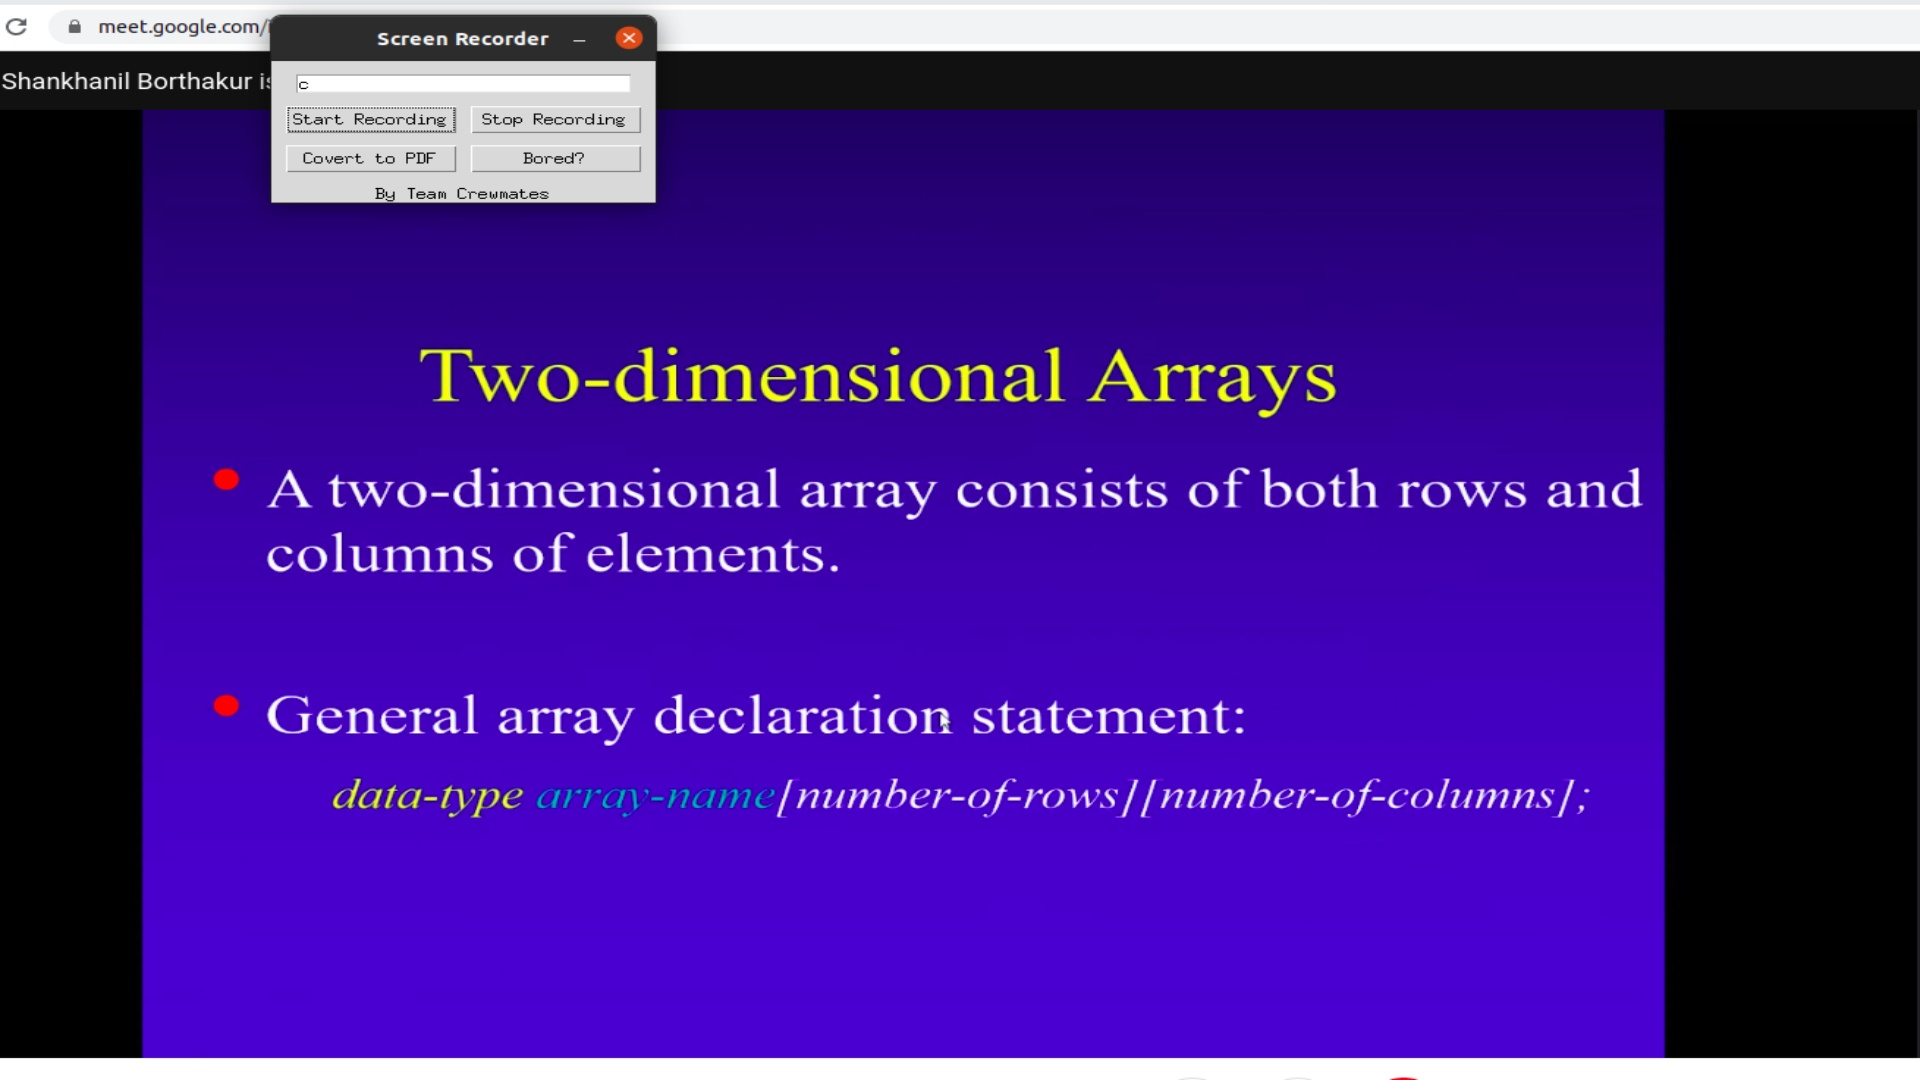 meet.google.com/
Screen Recorder
Shankhanil Borthakur is
c
Start Recording Stop Recording
Covert to PDF Bored?
By Team Crewmates
Two-dimensional Arrays
A two-dimensional array consists of both rows and
columns of elements.
General array declaration statement:
data-type array-name[number-of-rows][number-of-columns];